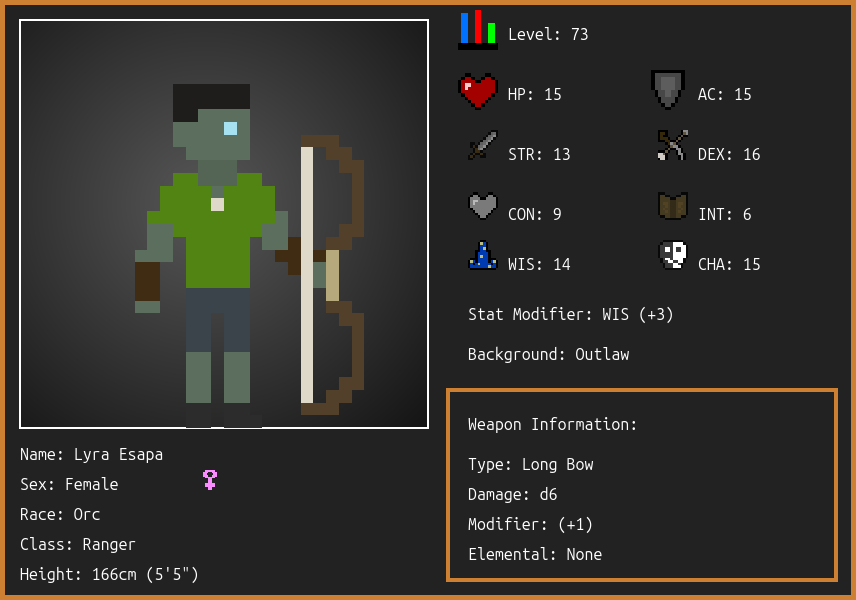 Level: 73
HP: 15
AC: 15
STR: 13
DEX: 16
CON: 9
INT: 6
WIS: 14
CHA: 15
Stat Modifier: WIS (+3)
Background: Outlaw
Weapon Information:
Type: Long Bow
Damage: d6
Modifier: (+1)
Elemental: None
Name: Lyra Esapa
Sex: Female
Race: Orc
Class: Ranger
Height: 166cm (5'5")